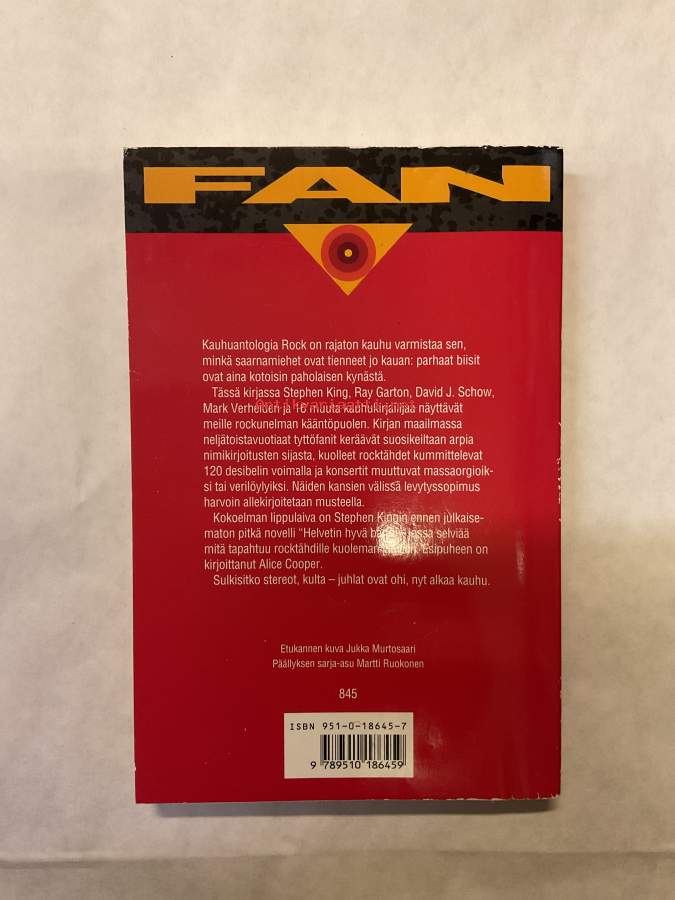 FAN
Kauhuantologia Rock on rajaton kauhu varmistaa sen,
minkä saarnamiehet ovat tienneet jo kauan: parhaat biisit
ovat aina kotoisin paholaisen kynästä.
Tässä kirjassa Stephen King, Ray Garton, David J. Schow,
Mark Verheiden ja 16 muuta kauhukirjailijaa näyttävät
meille rockunelman kääntöpuolen. Kirjan maailmassa
neljätoistavuotiaat tyttöfanit keräävät suosikeiltaan arpia
nimikirjoitusten sijasta, kuolleet rocktähdet kummittelevat
120 desibelin voimalla ja konsertit muuttuvat massaorgioik-
si tai verilöylyiksi. Näiden kansien välissä levytyssopimus
harvoin allekirjoitetaan musteella.
Kokoelman lippulaiva on Stephen Kingin ennen julkaise-
maton pitkä novelli "Helvetin hyvä jossa selviää
mitä tapahtuu rocktähdille Esipuheen on
kirjoittanut Alice Cooper.
Sulkisitko stereot, kulta – juhlat ovat ohi, nyt alkaa kauhu.
Etukannen kuva Jukka Murtosaari
Päällyksen sarja-asu Martti Ruokonen
845
ISBN 951-0-18645-7
9 789510 186459